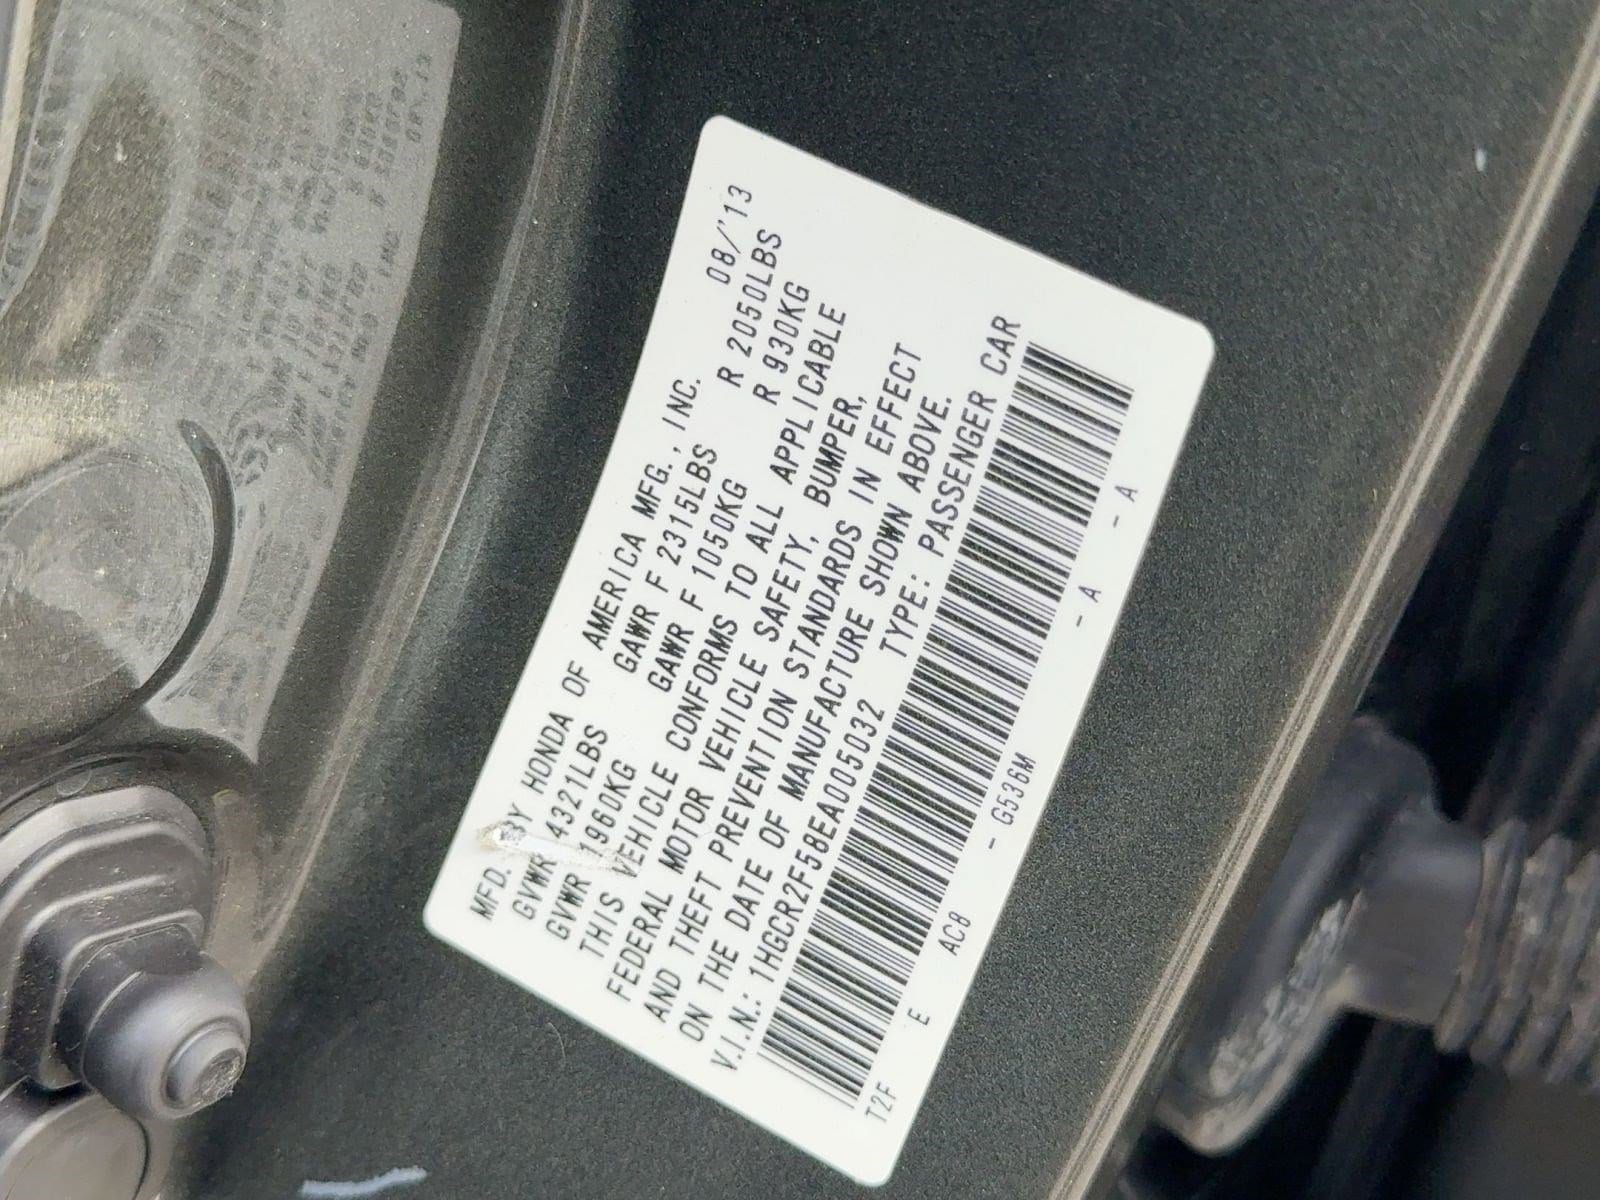 MFD. BY HONDA OF AMERICA MFG., INC. 08/'13
GVWR 4321LBS GAWR F 2315LBS R 2050LBS
GVWR 1960KG GAWR F 1050KG R 930KG
THIS VEHICLE CONFORMS TO ALL APPLICABLE
FEDERAL MOTOR VEHICLE SAFETY, BUMPER,
AND THEFT PREVENTION STANDARDS IN EFFECT
ON THE DATE OF MANUFACTURE SHOWN ABOVE.
V.I.N.: 1HGCR2F58EA005032 TYPE: PASSENGER CAR
T2F E AC8 - G536M - A - A